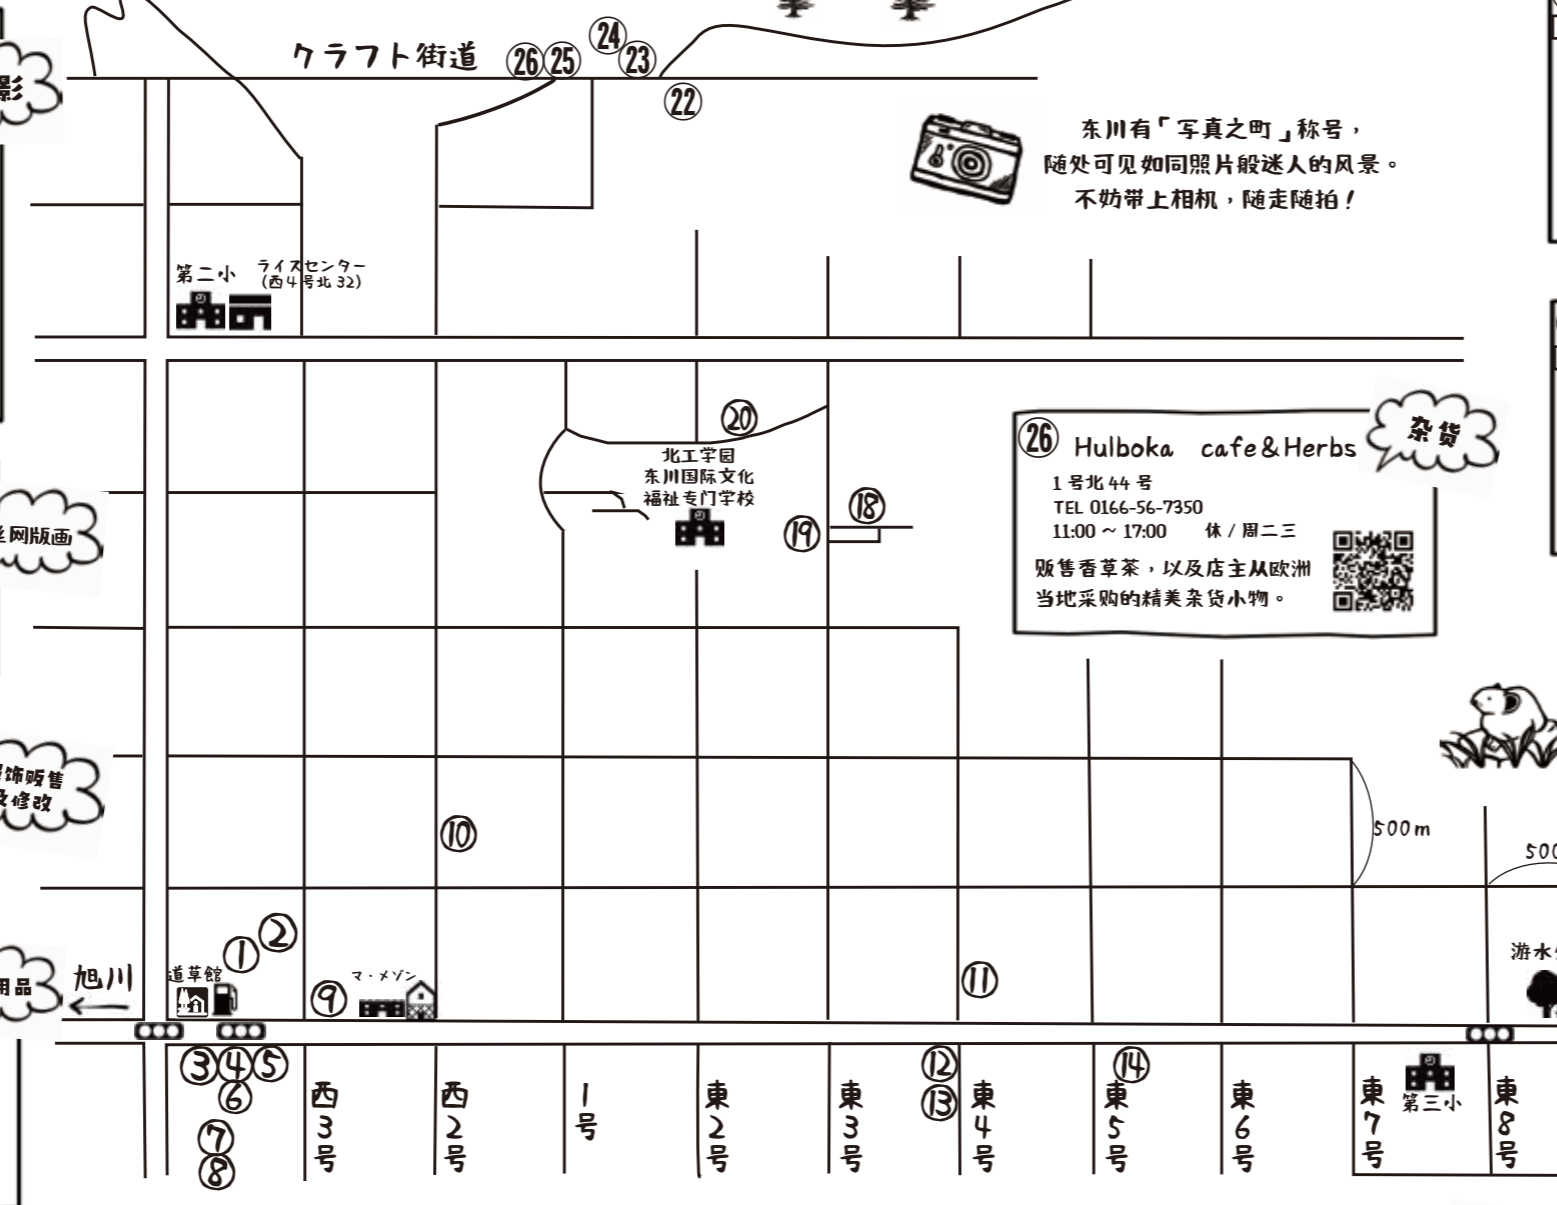 影
クラフト街道
26
25
24
23
22
东川有「写真之町」称号，
随处可见如同照片般迷人的风景。
不妨带上相机，随走随拍！
第二小
ライスセンター
（西4号北32）
20
北工学园
东川国际文化
福祉专门学校
18
19
26 Hulboka cafe&Herbs
杂货
1号北44号
TEL 0166-56-7350
11:00 ～ 17:00 休 / 周二三
贩售香草茶，以及店主从欧洲
当地采购的精美杂货小物。
网版画
饰贩售
修改
10
500m
500
用品
旭川
道草館
1
2
9
マ・メゾン
11
游水
3
4
5
6
7
8
12
13
14
西3号
西2号
1号
東2号
東3号
東4号
東5号
東6号
東7号
第三小
東8号